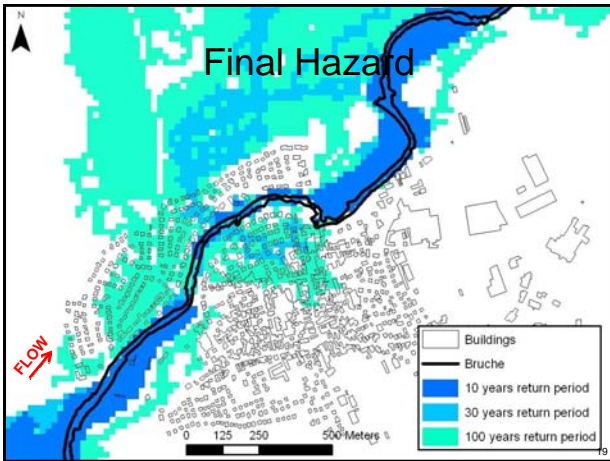 N
Final Hazard
FLOW
Buildings
Bruche
10 years return period
30 years return period
100 years return period
0 125 250 500 Meters
19